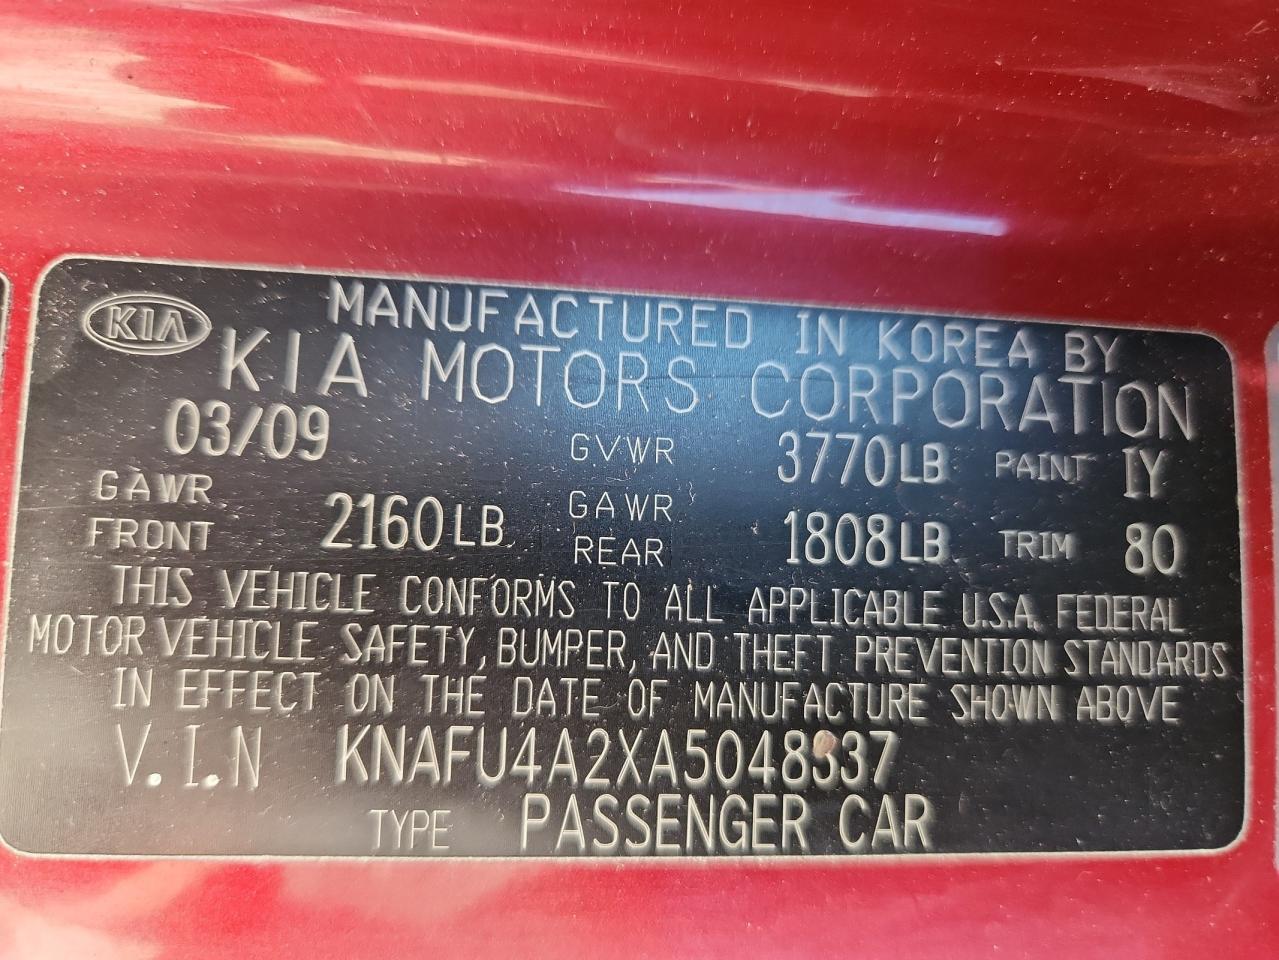 KIA
MANUFACTURED IN KOREA BY
KIA MOTORS CORPORATION
03/09 GVWR 3770LB PAINT IY
GAWR FRONT 2160LB GAWR REAR 1808LB TRIM 80
THIS VEHICLE CONFORMS TO ALL APPLICABLE U.S.A. FEDERAL
MOTOR VEHICLE SAFETY, BUMPER, AND THEFT PREVENTION STANDARDS
IN EFFECT ON THE DATE OF MANUFACTURE SHOWN ABOVE
V.I.N KNAFU4A2XA5048337
TYPE PASSENGER CAR